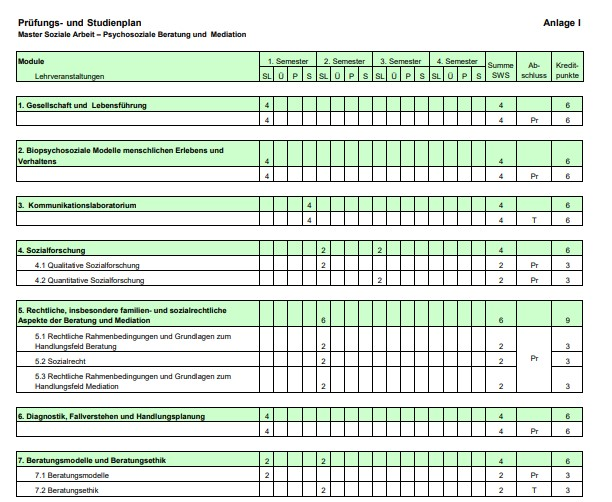 Prüfungs- und Studienplan Anlage I
Master Soziale Arbeit – Psychosoziale Beratung und Mediation
Module 1. Semester 2. Semester 3. Semester 4. Semester Summe SWS Ab-schluss Kredit-punkte
Lehrveranstaltungen SL Ü P S SL Ü P S SL Ü P S SL Ü P S
1. Gesellschaft und Lebensführung 4 4 6
4 4 Pr 6
2. Biopsychosoziale Modelle menschlichen Erlebens und
Verhaltens 4 4 6
4 4 Pr 6
3. Kommunikationslaboratorium 4 4 6
4 4 T 6
4. Sozialforschung 2 2 4 6
4.1 Qualitative Sozialforschung 2 2 Pr 3
4.2 Quantitative Sozialforschung 2 2 Pr 3
5. Rechtliche, insbesondere familien- und sozialrechtliche
Aspekte der Beratung und Mediation 6 6 9
5.1 Rechtliche Rahmenbedingungen und Grundlagen zum
Handlungsfeld Beratung 2 2 3
5.2 Sozialrecht 2 2 Pr 3
5.3 Rechtliche Rahmenbedingungen und Grundlagen zum
Handlungsfeld Mediation 2 2 3
6. Diagnostik, Fallverstehen und Handlungsplanung 4 4 6
4 4 Pr 6
7. Beratungsmodelle und Beratungsethik 2 2 4 6
7.1 Beratungsmodelle 2 2 Pr 3
7.2 Beratungsethik 2 2 T 3